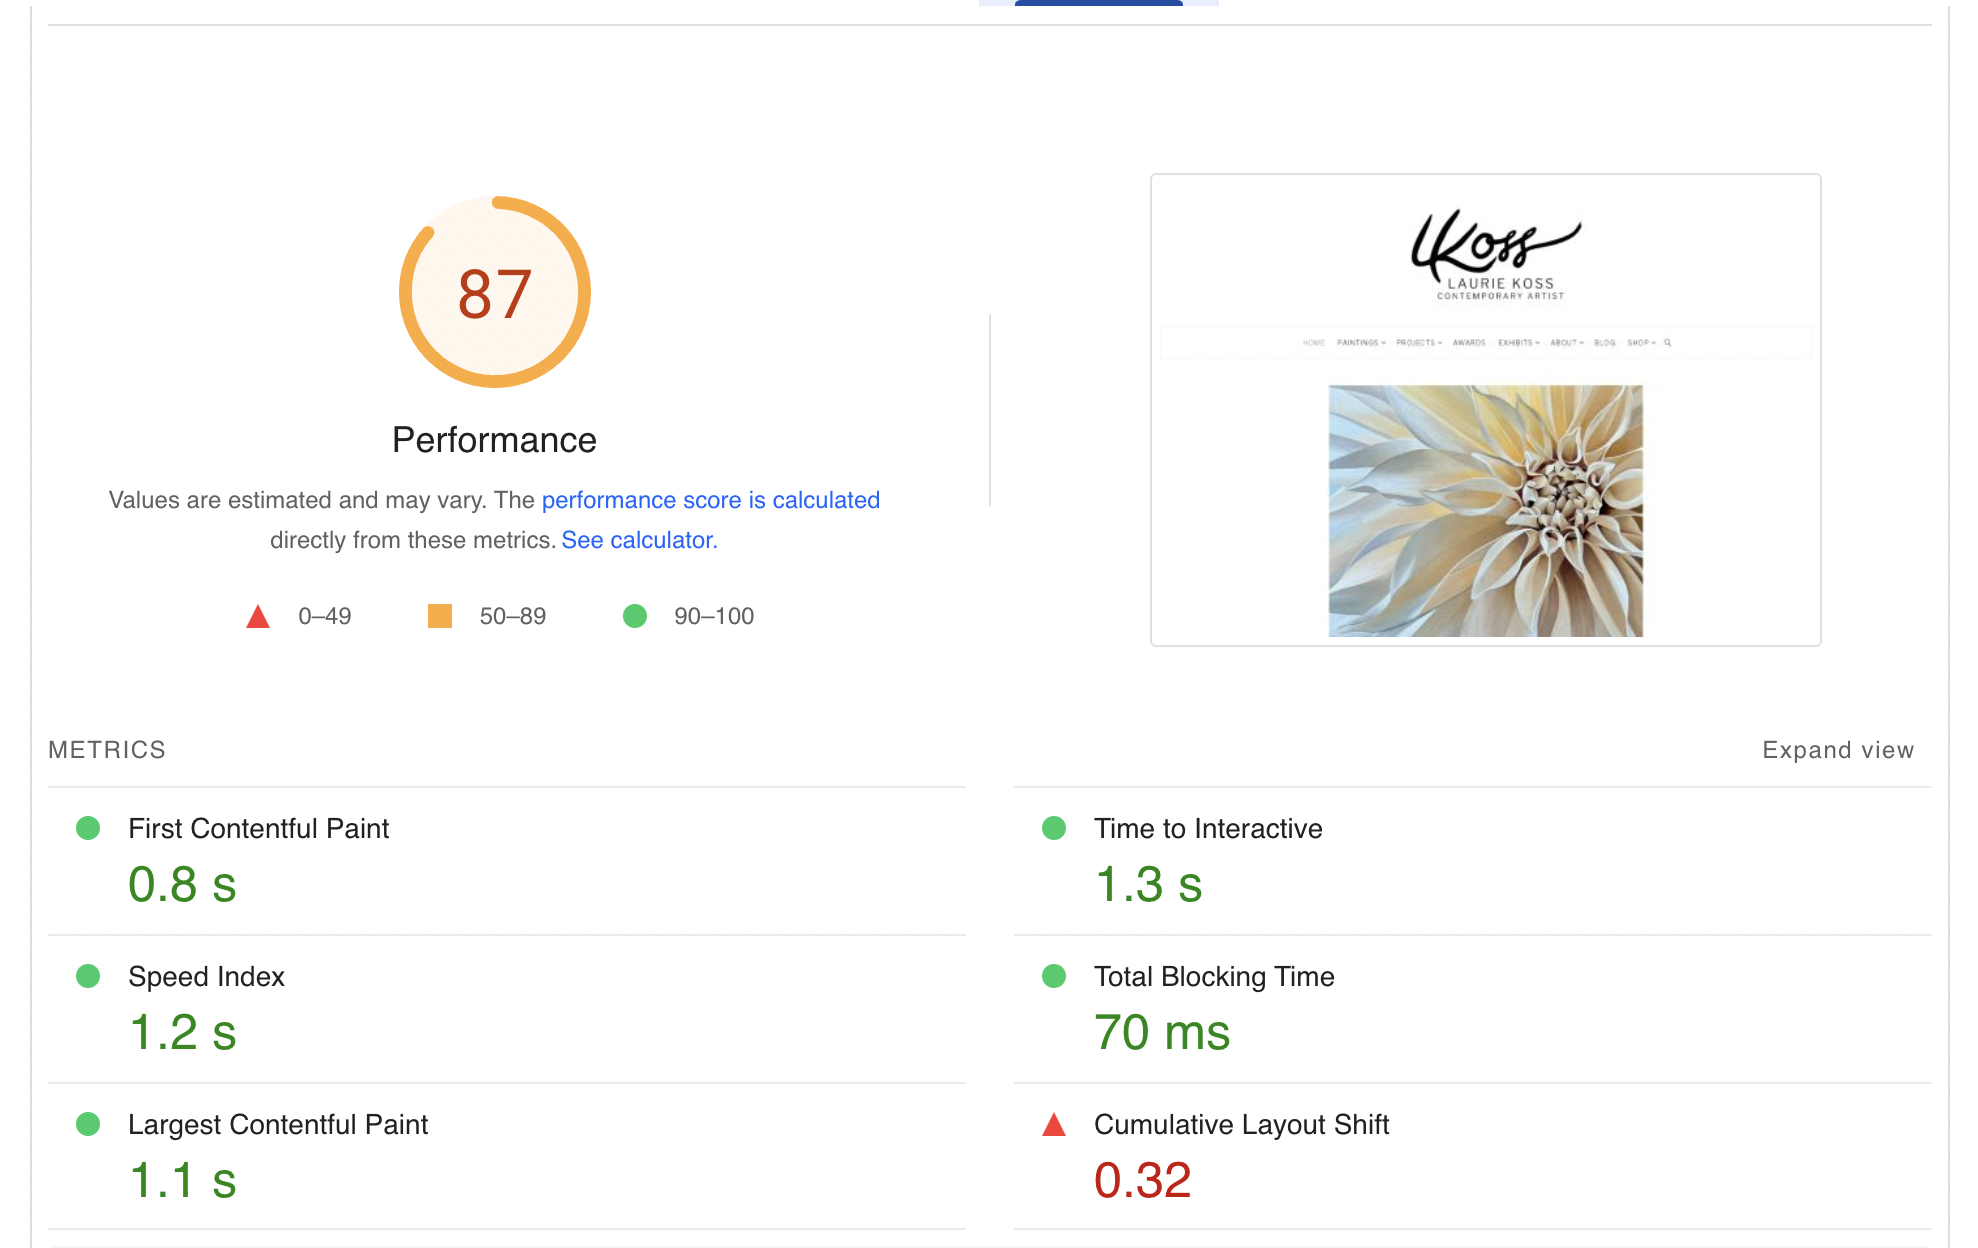 87
Performance
Values are estimated and may vary. The performance score is calculated
directly from these metrics. See calculator.
0–49 50–89 90–100
LKoss
LAURIE KOSS
CONTEMPORARY ARTIST
HOME PAINTINGS PROJECTS AWARDS EXHIBITS ABOUT BLOG SHOP
METRICS Expand view
First Contentful Paint
0.8 s
Time to Interactive
1.3 s
Speed Index
1.2 s
Total Blocking Time
70 ms
Largest Contentful Paint
1.1 s
Cumulative Layout Shift
0.32